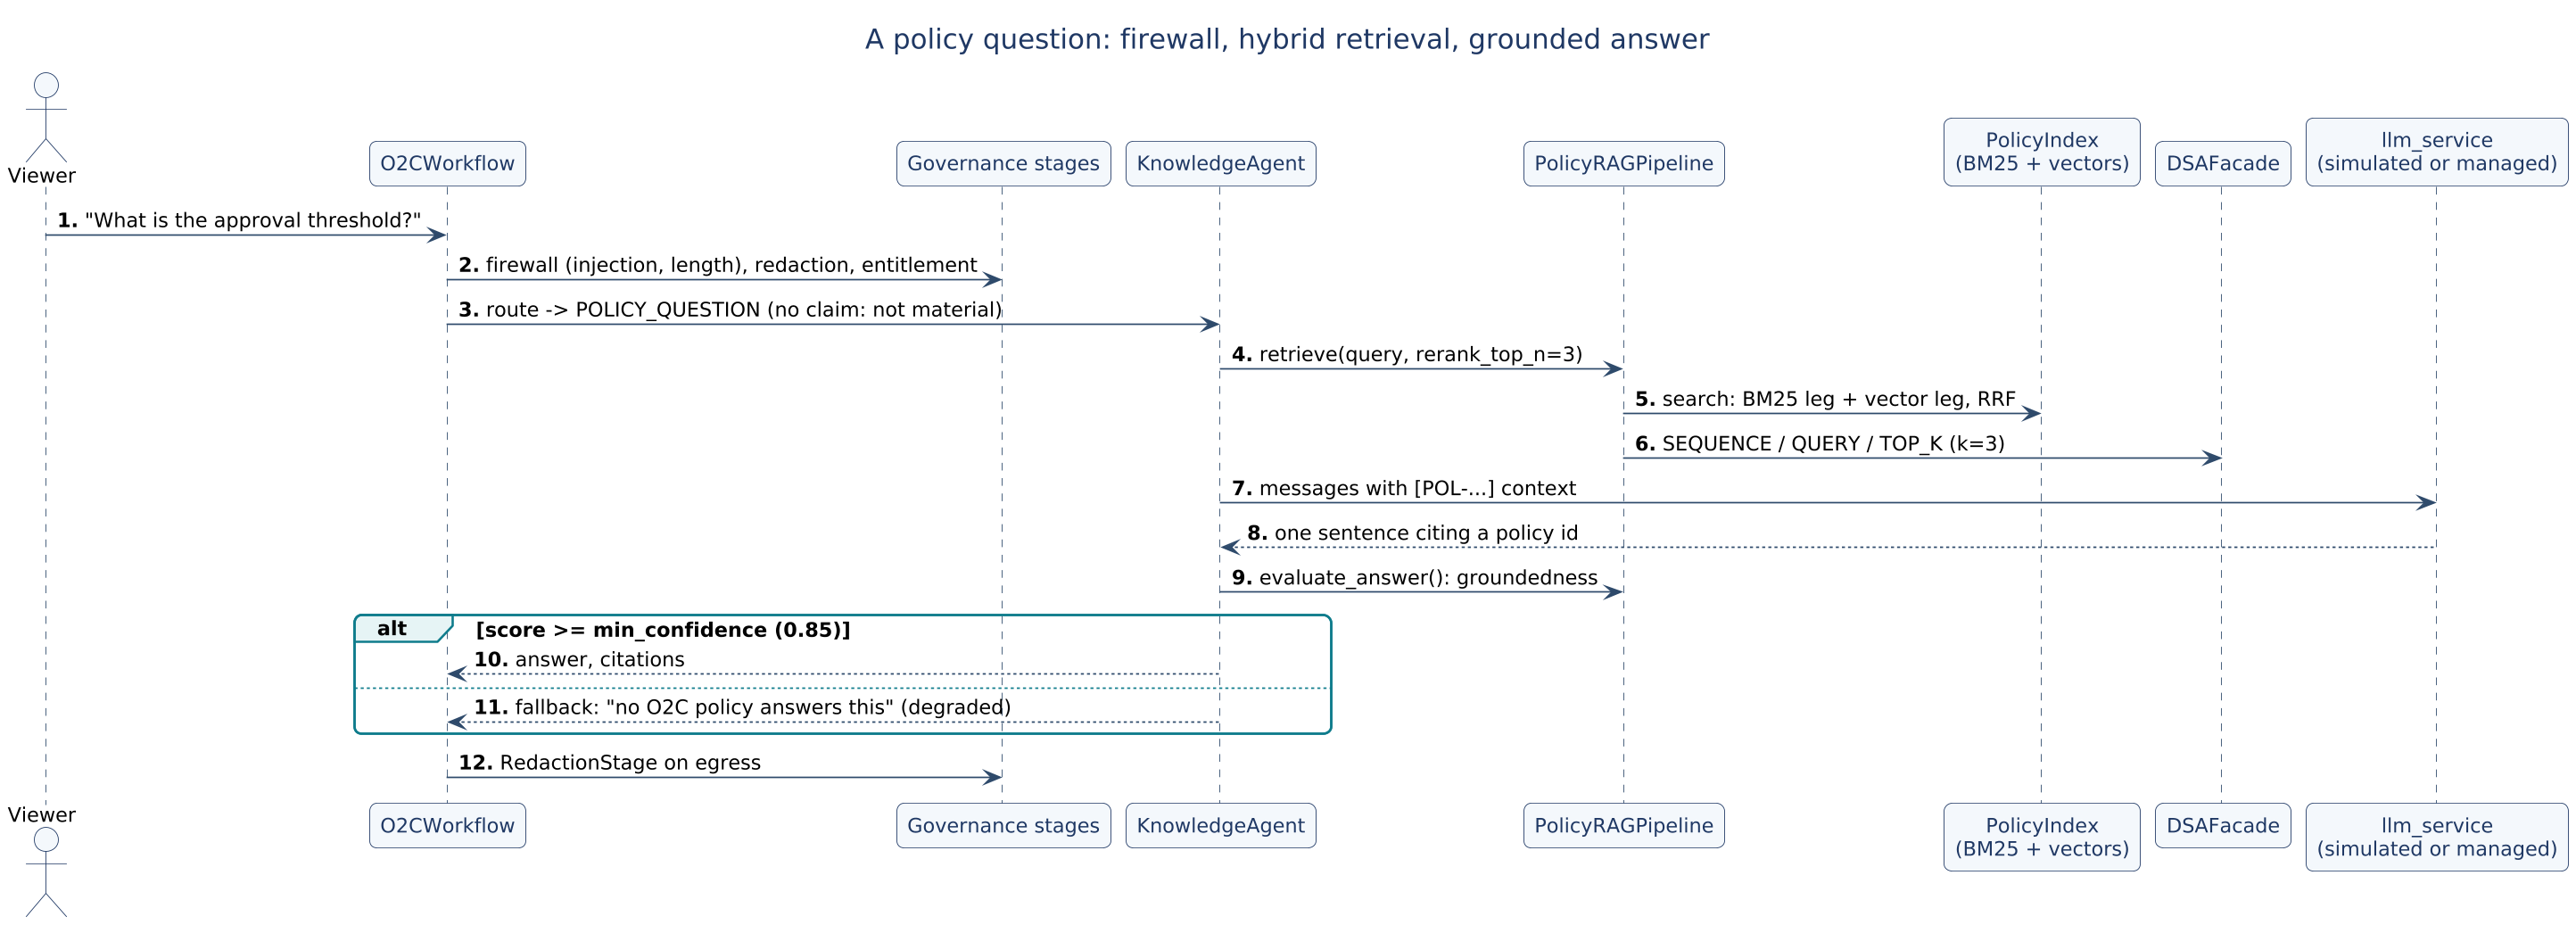 A policy question: firewall, hybrid retrieval, grounded answer
Viewer
O2CWorkflow
Governance stages
KnowledgeAgent
PolicyRAGPipeline
PolicyIndex
(BM25 + vectors)
DSAFacade
llm_service
(simulated or managed)
1. "What is the approval threshold?"
2. firewall (injection, length), redaction, entitlement
3. route -> POLICY_QUESTION (no claim: not material)
4. retrieve(query, rerank_top_n=3)
5. search: BM25 leg + vector leg, RRF
6. SEQUENCE / QUERY / TOP_K (k=3)
7. messages with [POL-...] context
8. one sentence citing a policy id
9. evaluate_answer(): groundedness
alt [score >= min_confidence (0.85)]
10. answer, citations
11. fallback: "no O2C policy answers this" (degraded)
12. RedactionStage on egress
Viewer
O2CWorkflow
Governance stages
KnowledgeAgent
PolicyRAGPipeline
PolicyIndex
(BM25 + vectors)
DSAFacade
llm_service
(simulated or managed)